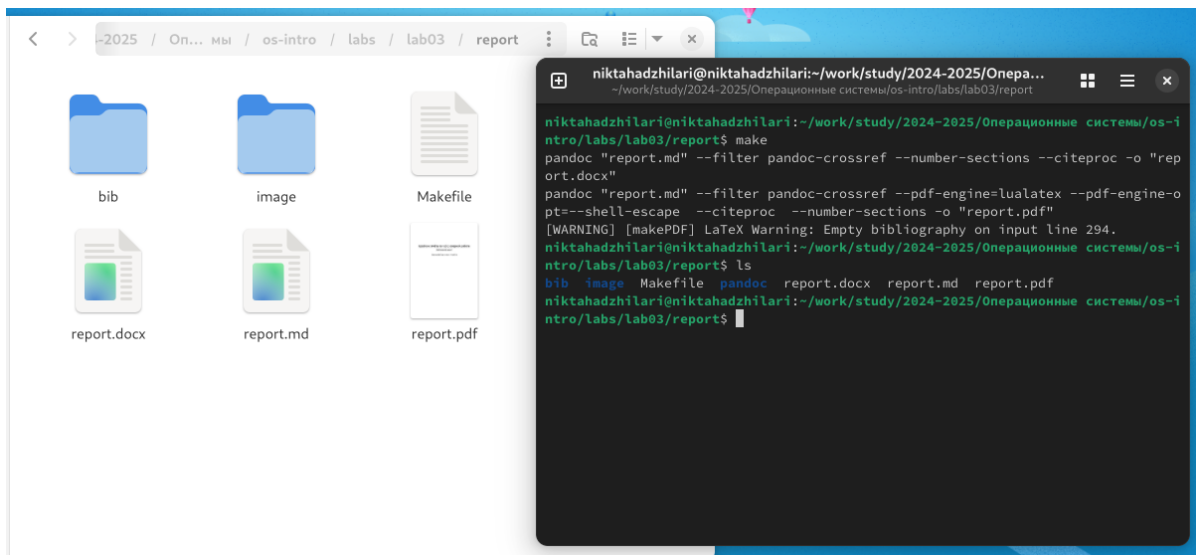 -2025 / Оп... мы / os-intro / labs / lab03 / report
bib
image
Makefile
report.docx
report.md
report.pdf
niktahadzhilari@niktahadzhilari:~/work/study/2024-2025/Опера...
~/work/study/2024-2025/Операционные системы/os-intro/labs/lab03/report
niktahadzhilari@niktahadzhilari:~/work/study/2024-2025/Операционные системы/os-i
ntro/labs/lab03/report$ make
pandoc "report.md" --filter pandoc-crossref --number-sections --citeproc -o "rep
ort.docx"
pandoc "report.md" --filter pandoc-crossref --pdf-engine=lualatex --pdf-engine-o
pt=--shell-escape  --citeproc  --number-sections -o "report.pdf"
[WARNING] [makePDF] LaTeX Warning: Empty bibliography on input line 294.
niktahadzhilari@niktahadzhilari:~/work/study/2024-2025/Операционные системы/os-i
ntro/labs/lab03/report$ ls
bib  image  Makefile  pandoc  report.docx  report.md  report.pdf
niktahadzhilari@niktahadzhilari:~/work/study/2024-2025/Операционные системы/os-i
ntro/labs/lab03/report$